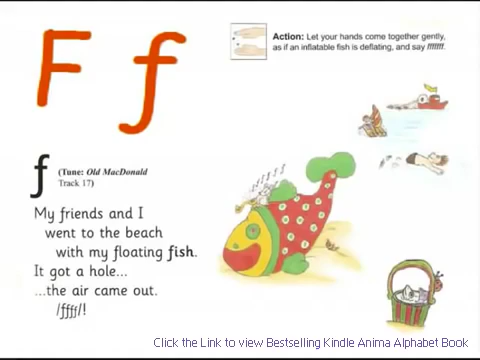 F f
Action: Let your hands come together gently,
as if an inflatable fish is deflating, and say fffffff.
f
(Tune: Old MacDonald
Track 17)
My friends and I
went to the beach
with my floating fish.
It got a hole...
...the air came out.
/ffff/!
Click the Link to view Bestselling Kindle Anima Alphabet Book